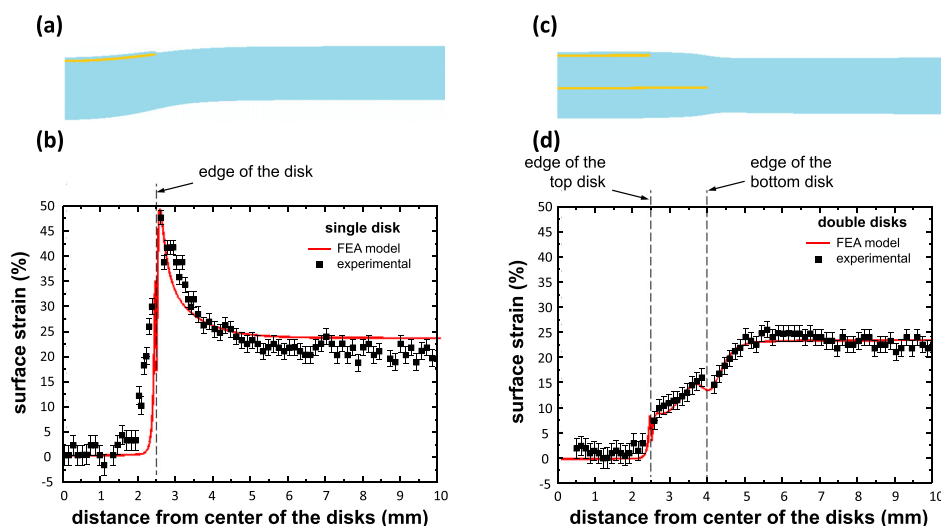 (a)
(c)
(b)
(d)
edge of the disk
edge of the
top disk
edge of the
bottom disk
surface strain (%)
50
45
40
35
30
25
20
15
10
5
0
-5
single disk
FEA model
experimental
0 1 2 3 4 5 6 7 8 9 10
distance from center of the disks (mm)
surface strain (%)
50
45
40
35
30
25
20
15
10
5
0
-5
double disks
FEA model
experimental
0 1 2 3 4 5 6 7 8 9 10
distance from center of the disks (mm)